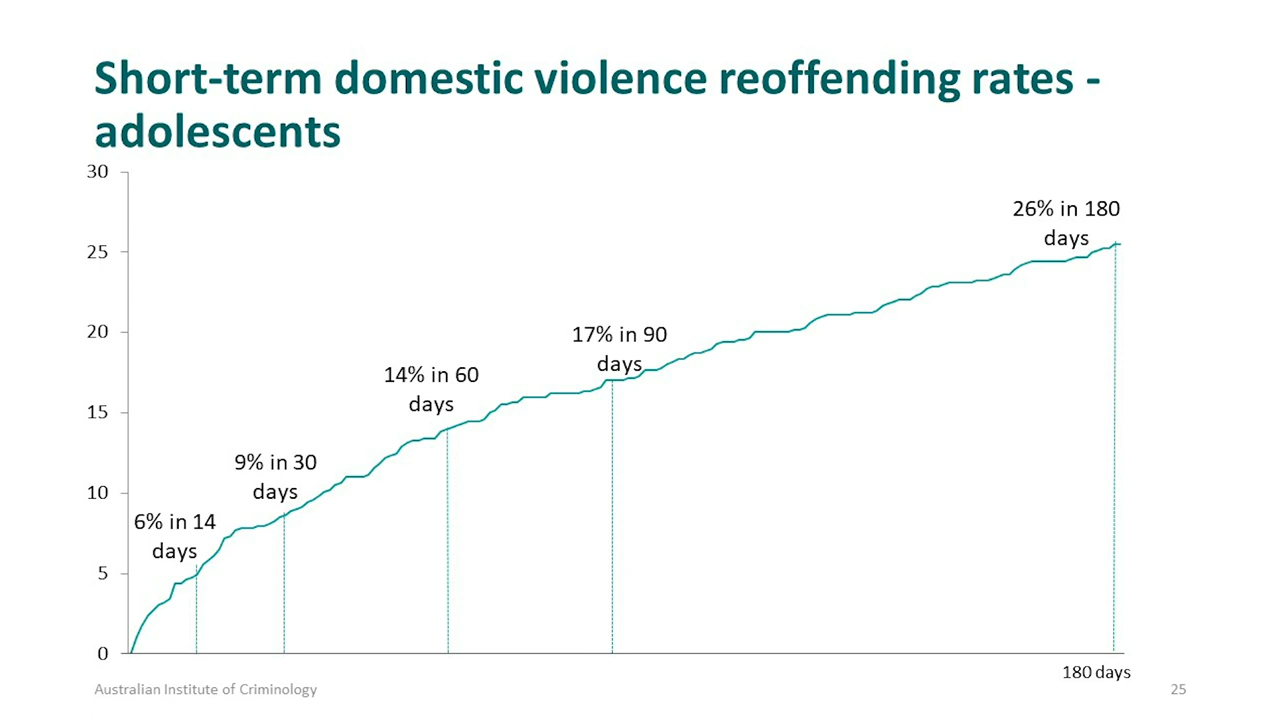 Short-term domestic violence reoffending rates -
adolescents
30
26% in 180
days
25
20
17% in 90
days
14% in 60
days
15
9% in 30
days
10
6% in 14
days
5
0
180 days
Australian Institute of Criminology
25